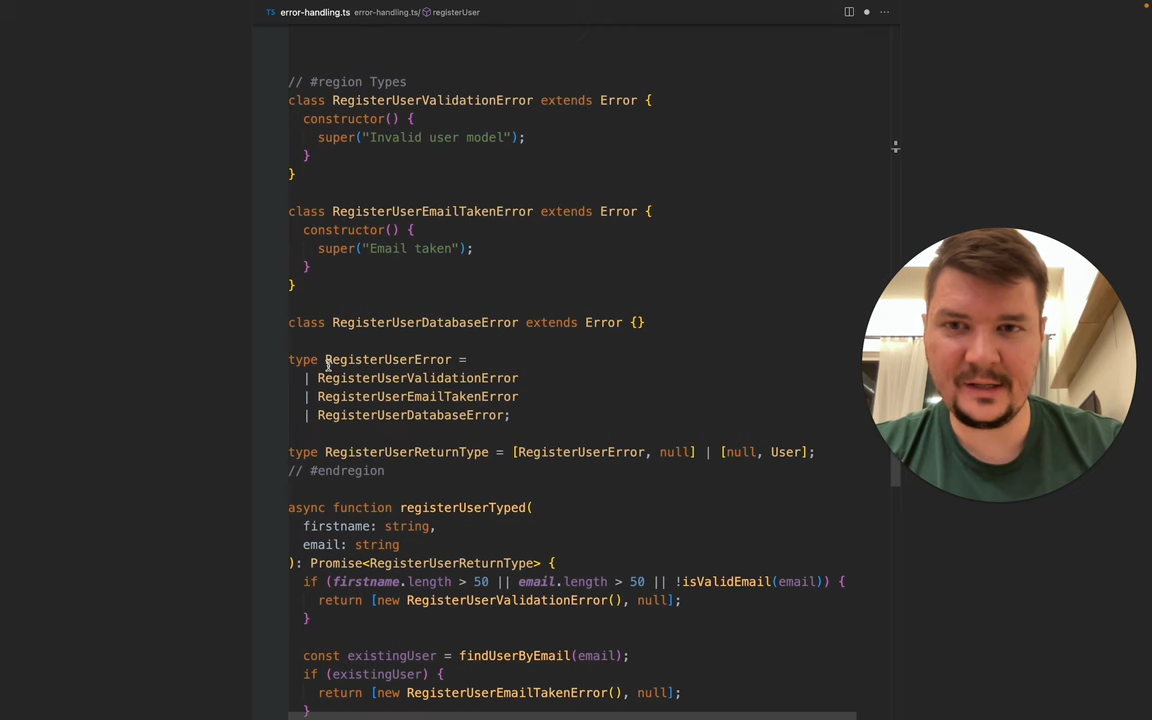 TS error-handling.ts error-handling.ts/ registerUser ...
// #region Types
class RegisterUserValidationError extends Error {
constructor() {
super("Invalid user model");
}
}
class RegisterUserEmailTakenError extends Error {
constructor() {
super("Email taken");
}
}
class RegisterUserDatabaseError extends Error {}
type RegisterUserError =
| RegisterUserValidationError
| RegisterUserEmailTakenError
| RegisterUserDatabaseError;
type RegisterUserReturnType = [RegisterUserError, null] | [null, User];
// #endregion
async function registerUserTyped(
firstname: string,
email: string
): Promise<RegisterUserReturnType> {
if (firstname.length > 50 || email.length > 50 || !isValidEmail(email)) {
return [new RegisterUserValidationError(), null];
}
const existingUser = findUserByEmail(email);
if (existingUser) {
return [new RegisterUserEmailTakenError(), null];
}